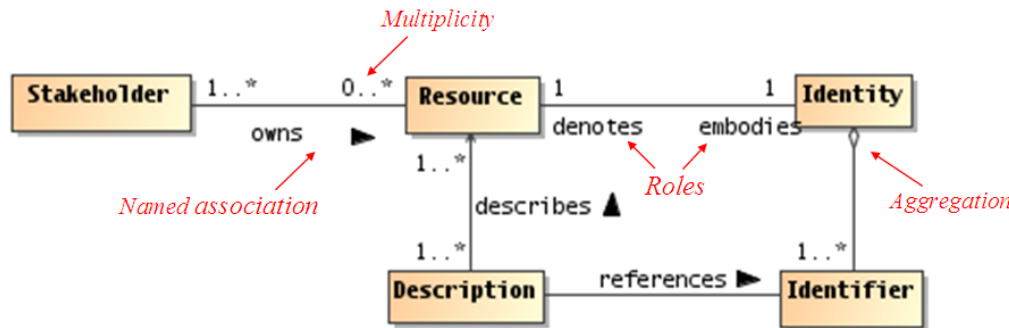 Multiplicity
Stakeholder
1..*
0..*
Resource
1
1
Identity
owns
denotes
embodies
Named association
1..*
Roles
Aggregation
describes
1..*
1..*
Description
references
Identifier